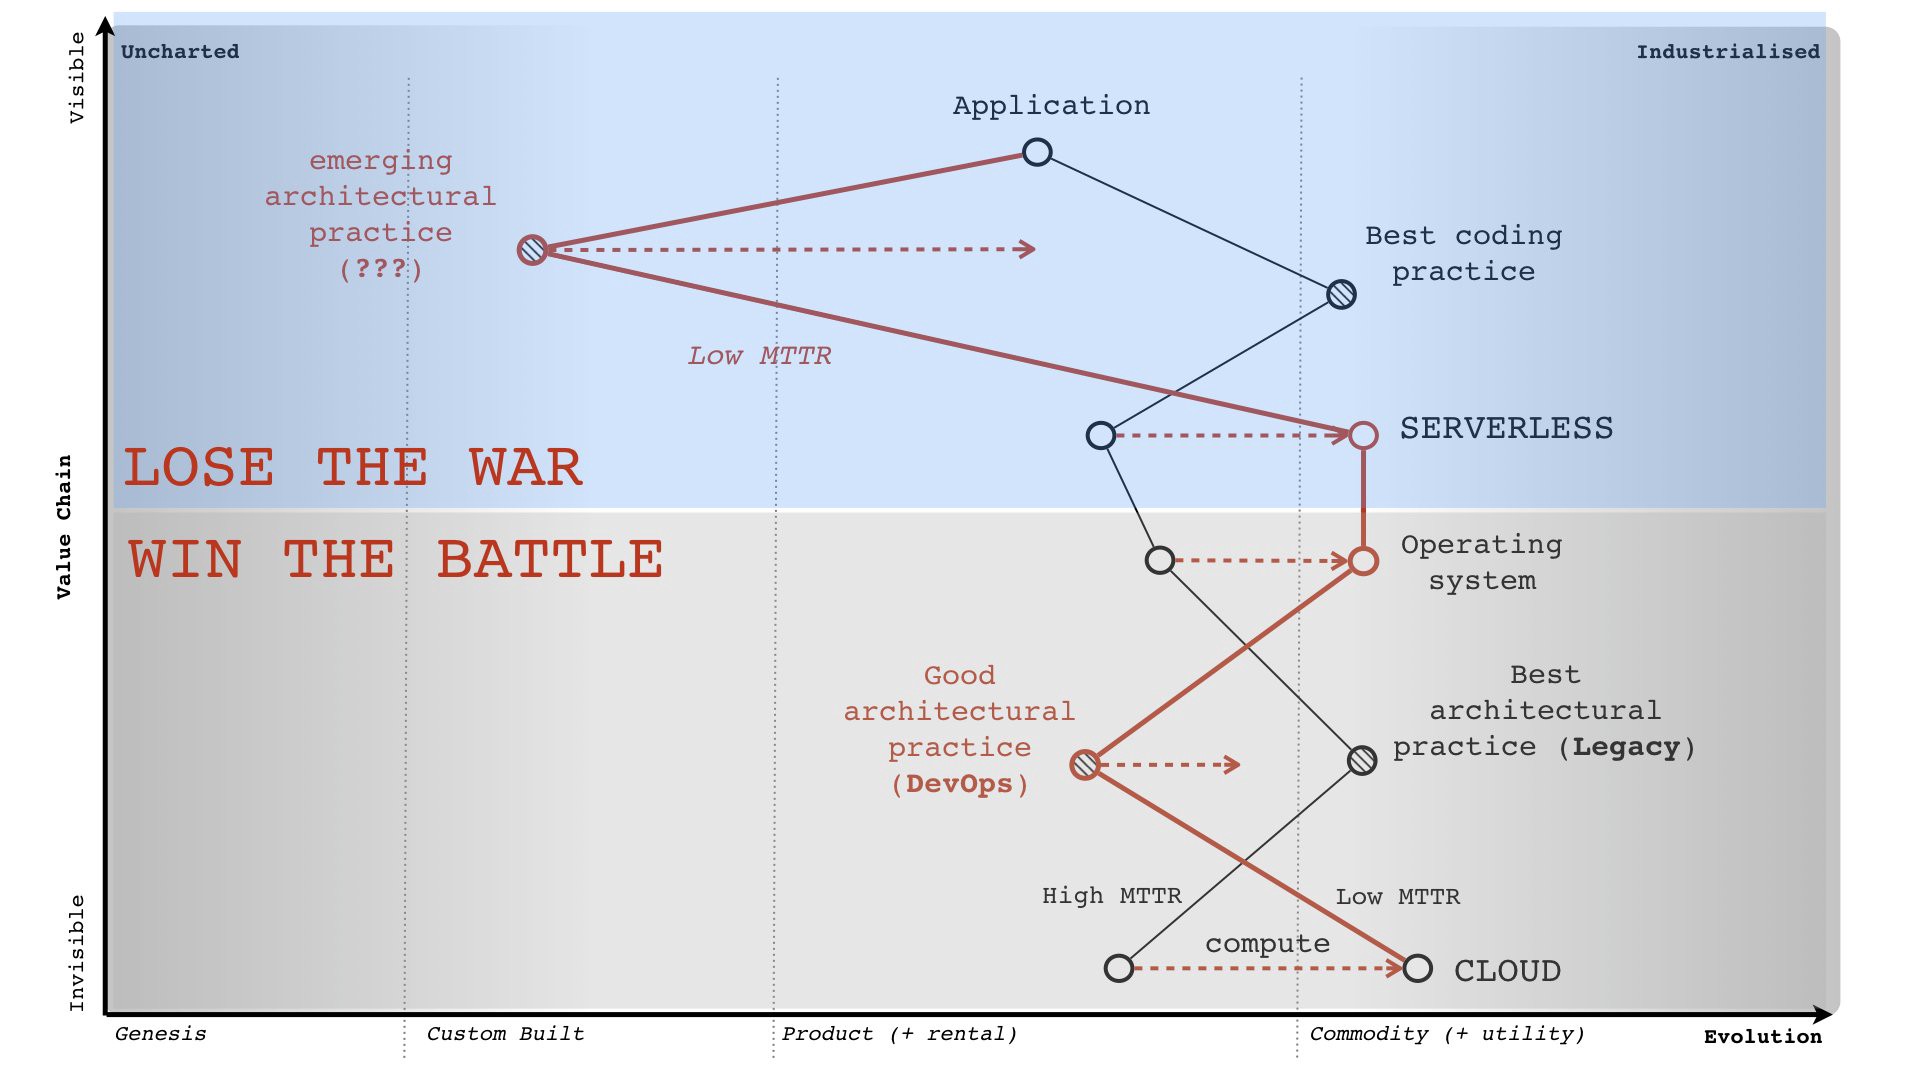 Visible
Uncharted
Industrialised
Application
emerging
architectural
practice
(???)
Best coding
practice
Low MTTR
SERVERLESS
LOSE THE WAR
Value Chain
WIN THE BATTLE
Operating
system
Good
architectural
practice
(DevOps)
Best
architectural
practice (Legacy)
High MTTR
Low MTTR
compute
CLOUD
Invisible
Genesis
Custom Built
Product (+ rental)
Commodity (+ utility)
Evolution